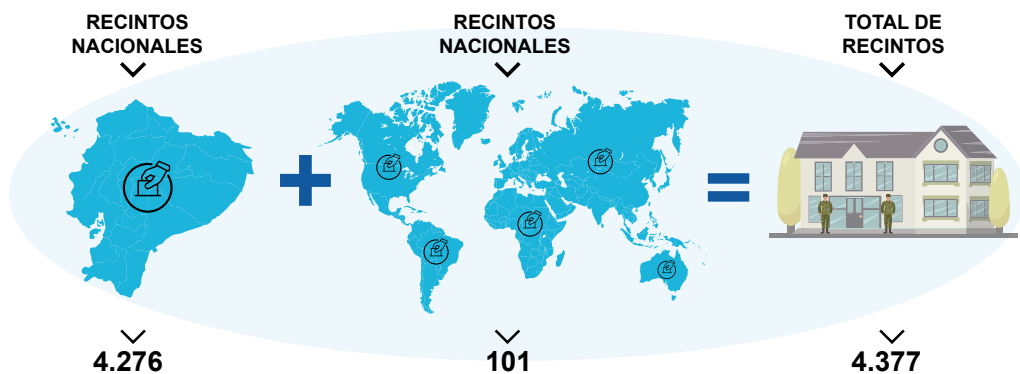 RECINTOS
NACIONALES
RECINTOS
NACIONALES
TOTAL DE
RECINTOS
4.276
101
4.377